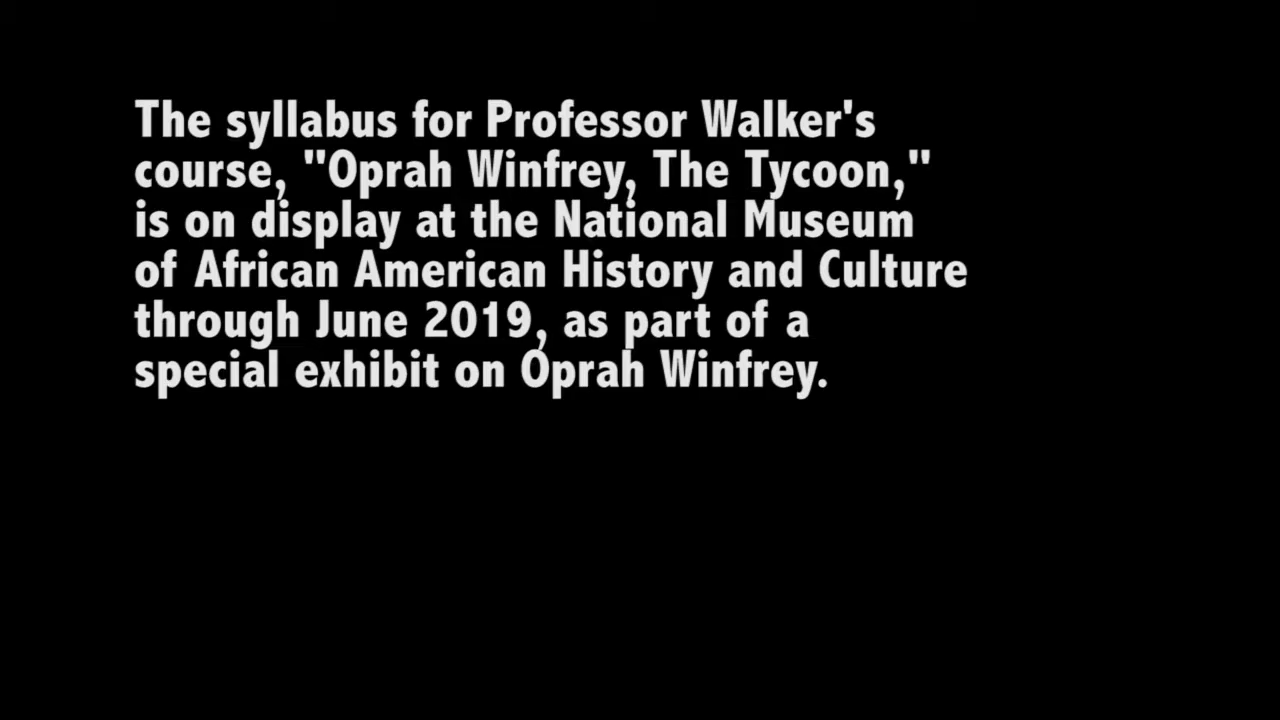 The syllabus for Professor Walker's
course, "Oprah Winfrey, The Tycoon,"
is on display at the National Museum
of African American History and Culture
through June 2019, as part of a
special exhibit on Oprah Winfrey.